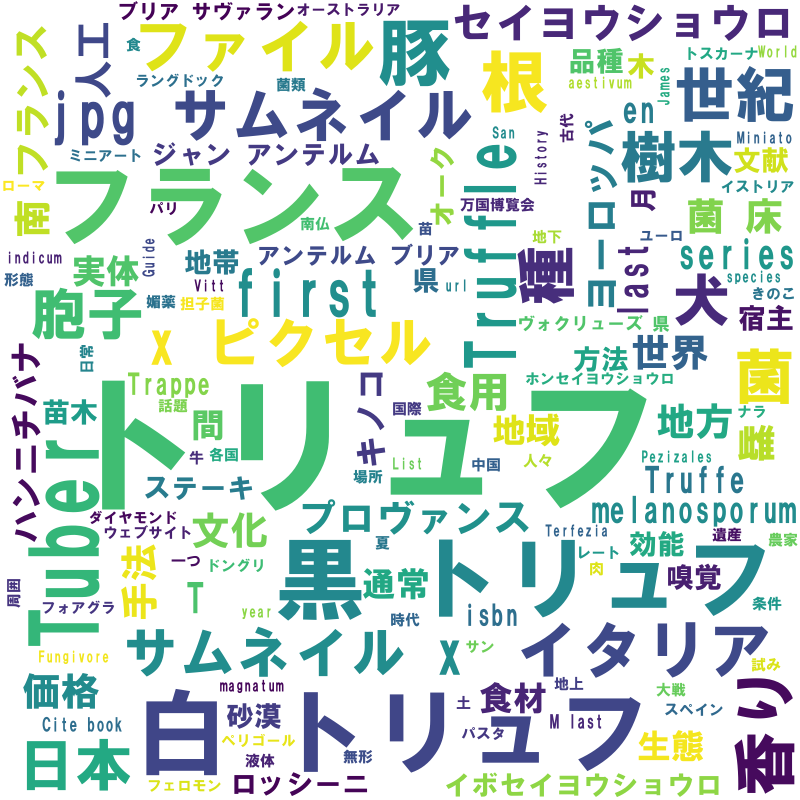 ブリア サヴァラン
オーストラリア
セイヨウショウロ
フランス
人工
食
ファイル
豚
根
品種
木
トスカーナ
World
ラングドック
菌類
aestivum
James
世紀
jpg
サムネイル
en
San
History
古代
ヨーロッパ
樹木
Miniato
文献
ミニアート
ジャン アンテルム
Truffle
オーク
ローマ
南
フランス
パリ
南仏
苗
万国博覧会
月
イストリア
菌 床
地下
ユーロ
indicum
形態
実体
Guide
地帯
アンテルム ブリア
種
last
series
species
きのこ
胞子
媚薬
Vitt
担子菌
first
県
url
犬
宿主
x ピクセル
ヴォクリューズ 県
日常
方法
世界
菌
ハンニチバナ
Trappe
話題
キノコ
国際
食用
ホンセイヨウショウロ
苗木
トリュフ
間
地域
地方
ナラ
雌
牛
各国
List
場所
中国
人々
Pezizales
Tuber
ステーキ
Truffe
melanosporum
ダイヤモンド
ウェブサイト
文化
プロヴァンス
Terfezia
遺産
農家
一つ
ドングリ
夏
レート
効能
周囲
フォアグラ
手法
T
黒 トリュフ
通常
肉
嗅覚
条件
year
時代
isbn
Fungivore
サムネイル x
サン
イタリア
試み
価格
magnatum
白 トリュフ
土
食材
地上
大戦
香り
Cite book
砂漠
ペリゴール
M last
スペイン
日本
液体
無形
パスタ
生態
フェロモン
ロッシーニ
イボセイヨウショウロ